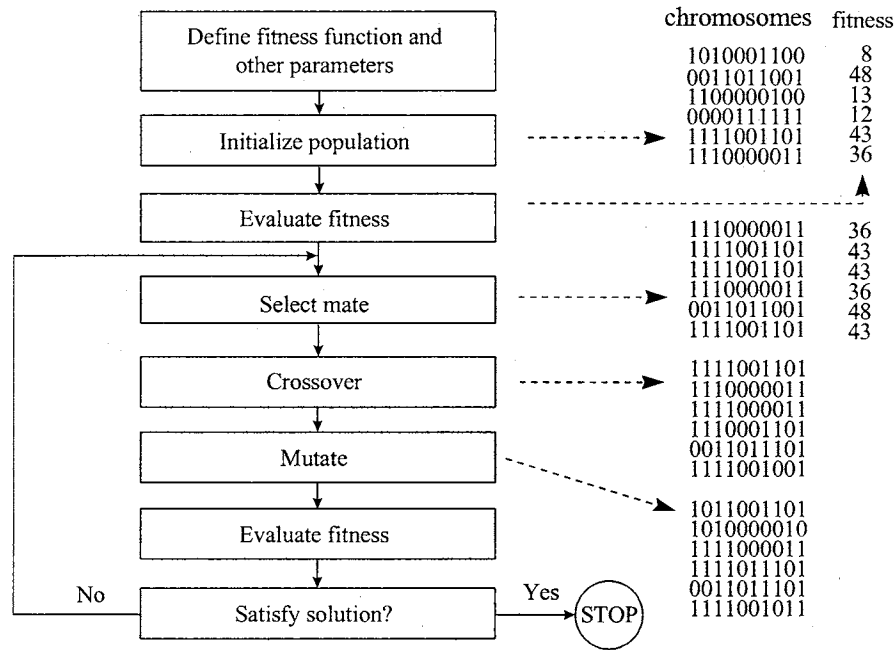 Define fitness function and
other parameters
Initialize population
Evaluate fitness
Select mate
Crossover
Mutate
Evaluate fitness
Satisfy solution?
No
Yes
STOP
chromosomes fitness
1010001100 8
0011011001 48
1100000100 13
0000111111 12
1111001101 43
1110000011 36
1110000011 36
1111001101 43
1111001101 43
1110000011 36
0011011001 48
1111001101 43
1111001101
1110000011
1111000011
1110001101
0011011101
1111001001
1011001101
1010000010
1111000011
1111011101
0011011101
1111001011